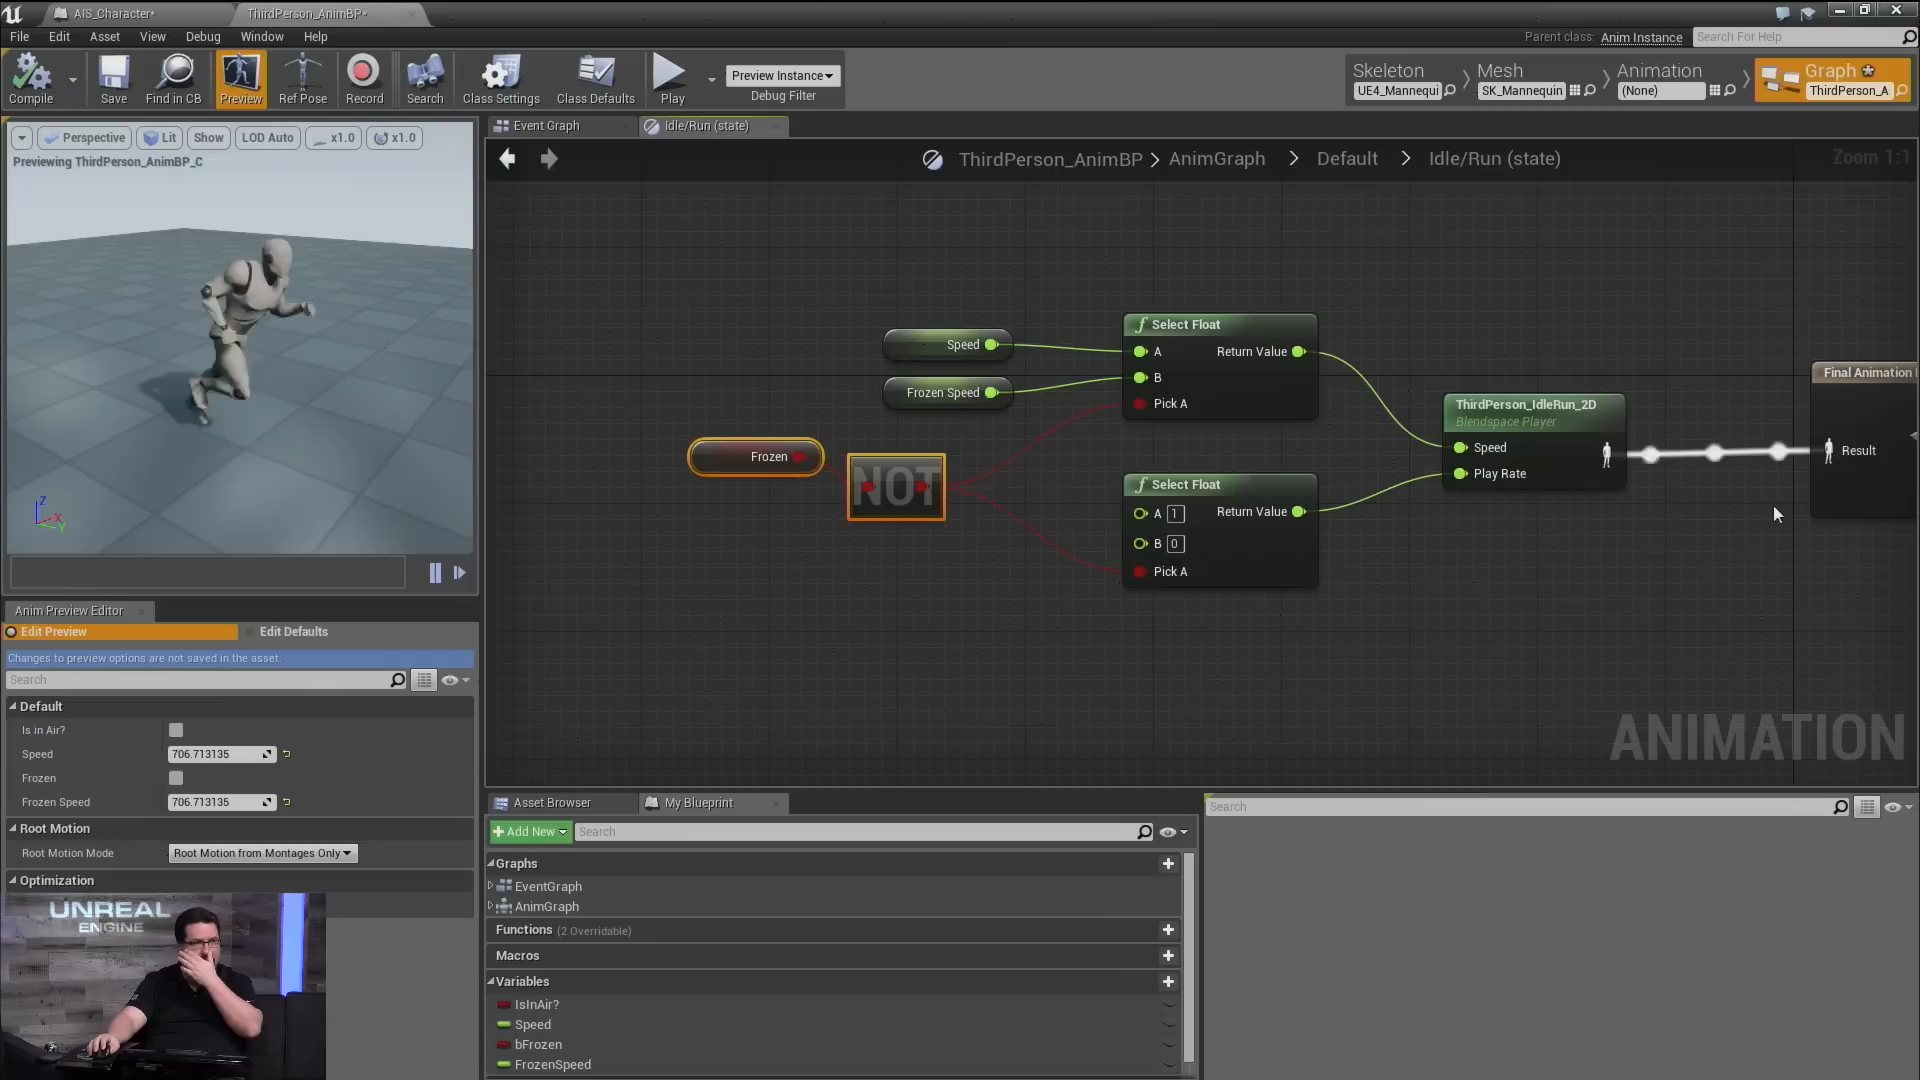 AIS_Character*
ThirdPerson_AnimBP*
File Edit Asset View Debug Window Help
Parent class: Anim Instance Search For Help
Compile Save Find in CB Preview Ref Pose Record Search Class Settings Class Defaults Play
Preview Instance
Debug Filter
Skeleton
UE4_Mannequi
Mesh
SK_Mannequin
Animation
(None)
Graph
ThirdPerson_A
Perspective Lit Show LOD Auto x1.0 x1.0
Previewing ThirdPerson_AnimBP_C
Z
X
Y
Event Graph
Idle/Run (state)
ThirdPerson_AnimBP > AnimGraph > Default > Idle/Run (state)
Zoom 1:1
Speed
Frozen Speed
Frozen
NOT
f Select Float
A Return Value
B
Pick A
f Select Float
A 1 Return Value
B 0
Pick A
ThirdPerson_IdleRun_2D
Blendspace Player
Speed
Play Rate
Final Animation
Result
ANIMATION
Anim Preview Editor
Edit Preview Edit Defaults
Changes to preview options are not saved in the asset.
Search
Default
Is in Air?
Speed 706.713135
Frozen
Frozen Speed 706.713135
Root Motion
Root Motion Mode Root Motion from Montages Only
Optimization
UNREAL
ENGINE
Asset Browser
My Blueprint
Add New Search
Graphs
EventGraph
AnimGraph
Functions (2 Overridable)
Macros
Variables
IsInAir?
Speed
bFrozen
FrozenSpeed
Search